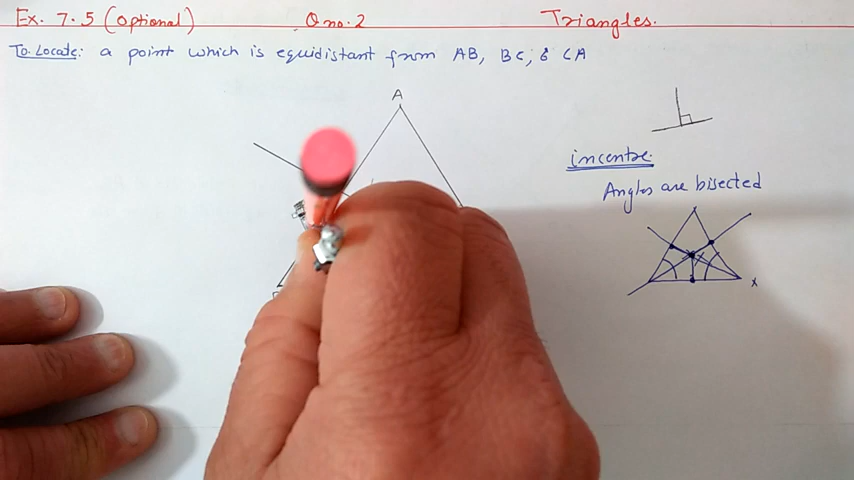 Ex. 7.5 (Optional) Q no. 2 Triangles.
To Locate: a point which is equidistant from AB, BC, & CA
A
incentre.
Angles are bisected
x